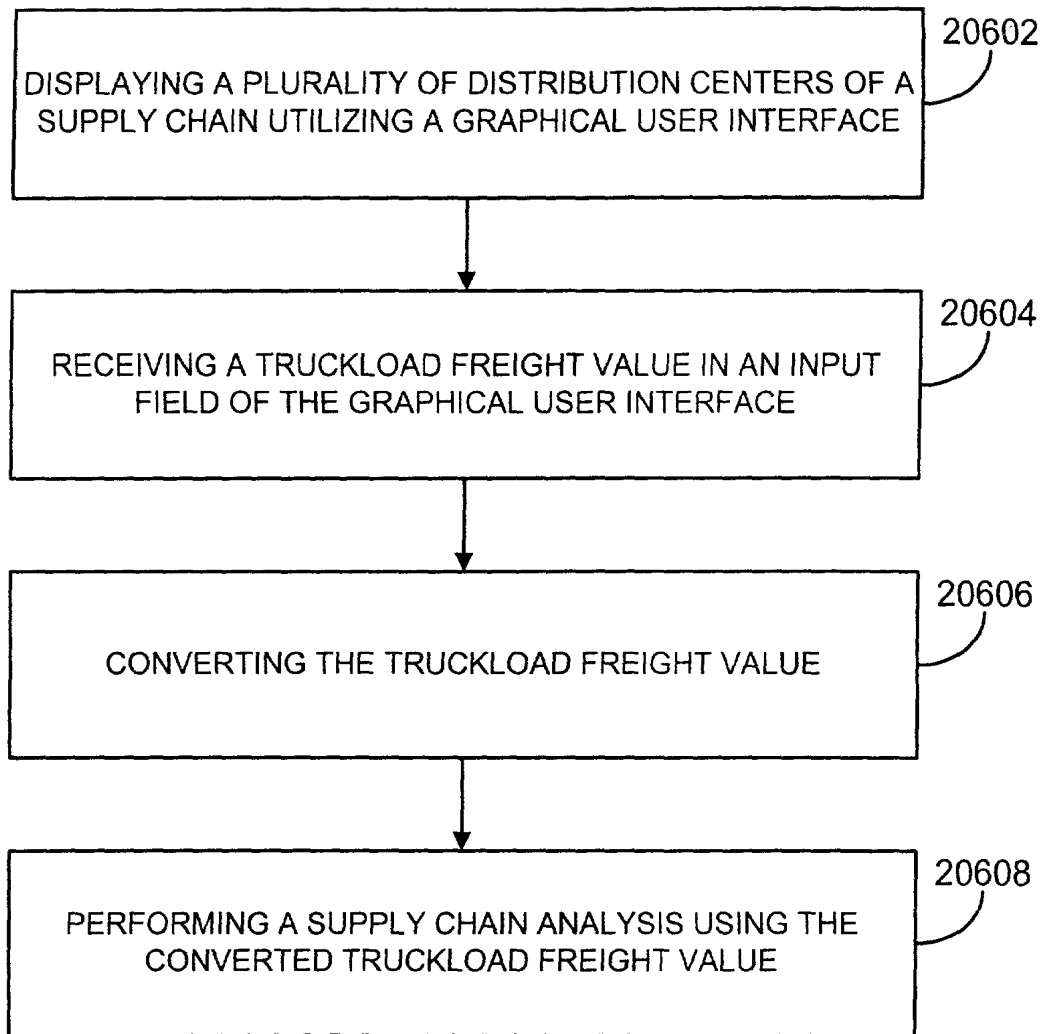 20602
DISPLAYING A PLURALITY OF DISTRIBUTION CENTERS OF A
SUPPLY CHAIN UTILIZING A GRAPHICAL USER INTERFACE
20604
RECEIVING A TRUCKLOAD FREIGHT VALUE IN AN INPUT
FIELD OF THE GRAPHICAL USER INTERFACE
20606
CONVERTING THE TRUCKLOAD FREIGHT VALUE
20608
PERFORMING A SUPPLY CHAIN ANALYSIS USING THE
CONVERTED TRUCKLOAD FREIGHT VALUE